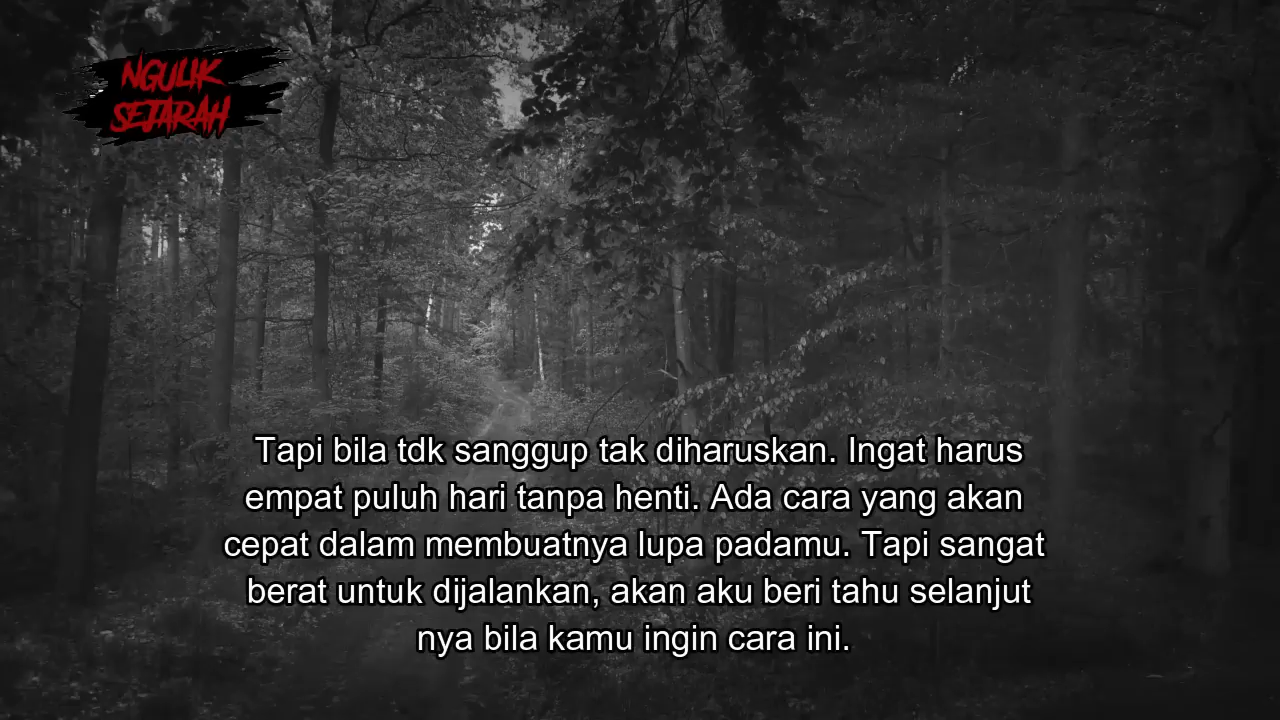 NGULIK
SEJARAH
Tapi bila tdk sanggup tak diharuskan. Ingat harus
empat puluh hari tanpa henti. Ada cara yang akan
cepat dalam membuatnya lupa padamu. Tapi sangat
berat untuk dijalankan, akan aku beri tahu selanjut
nya bila kamu ingin cara ini.